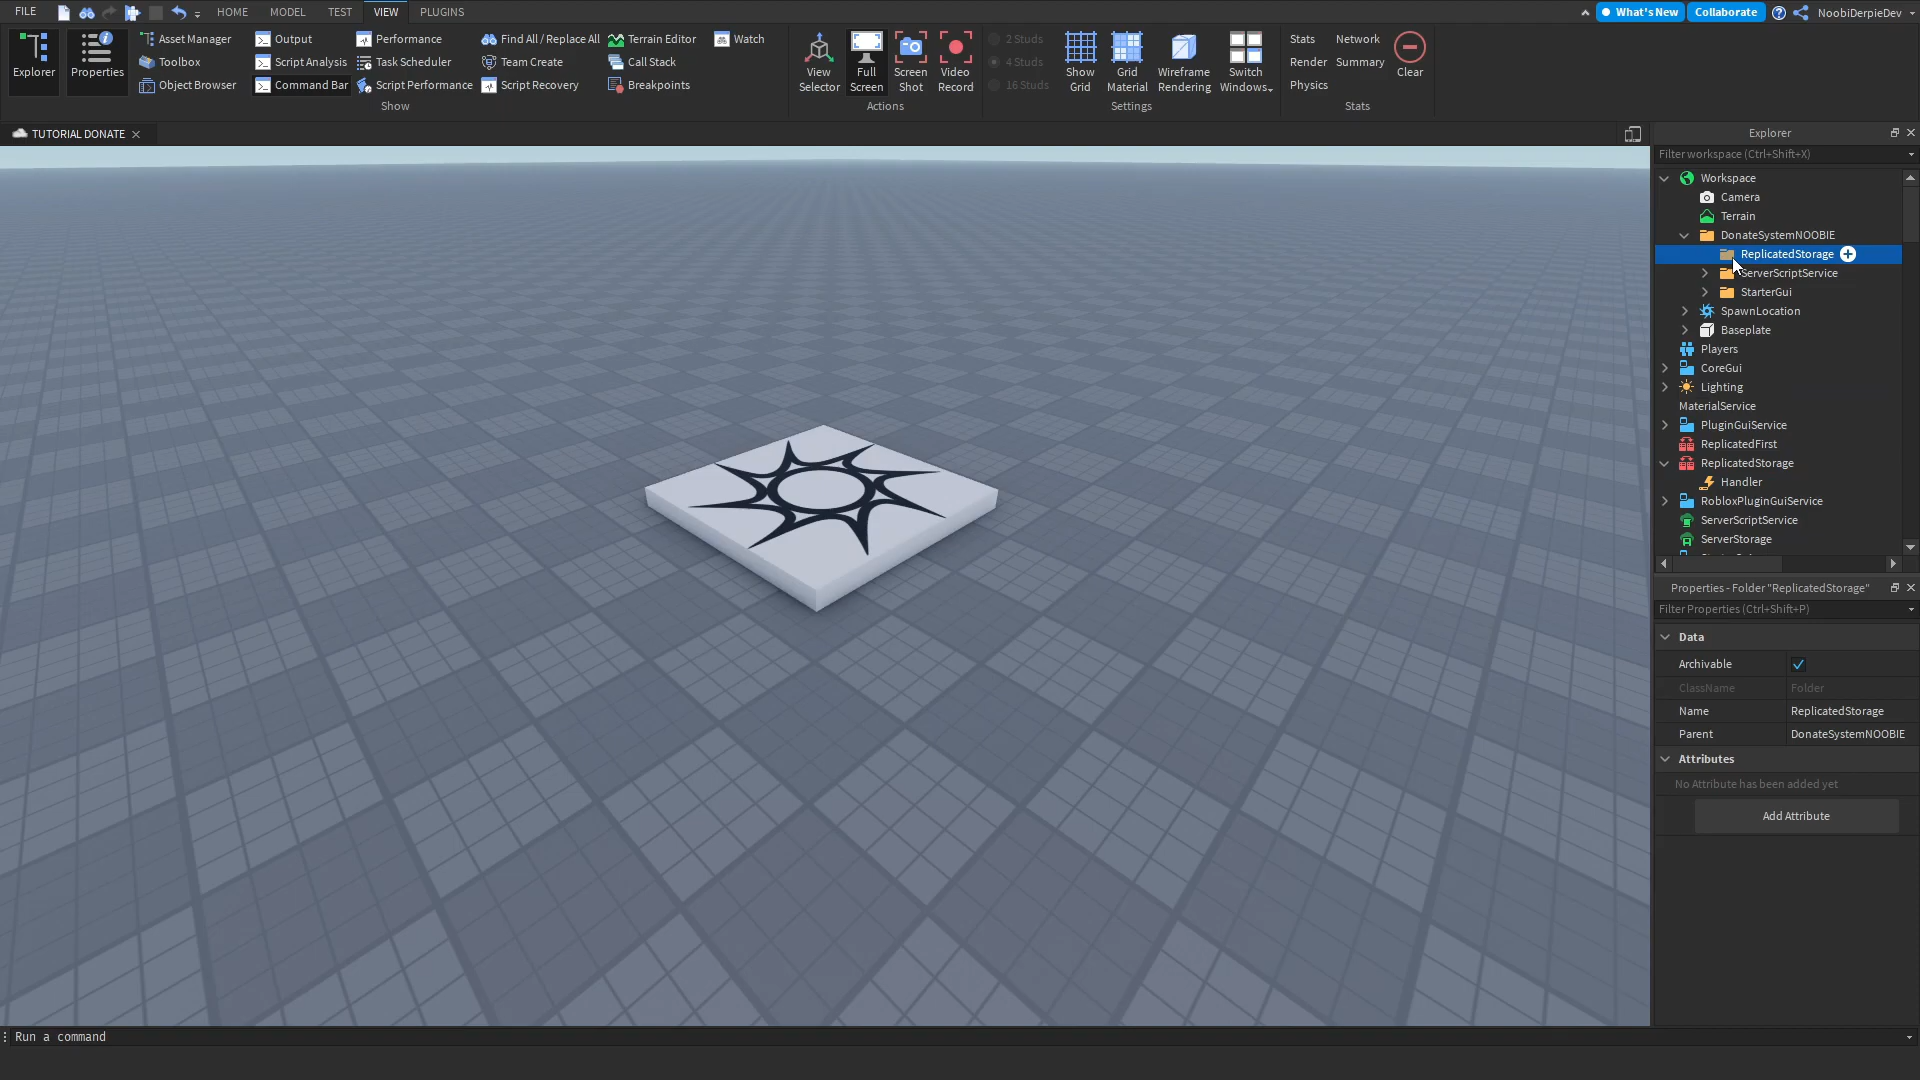 FILE HOME MODEL TEST VIEW PLUGINS What's New Collaborate NoobiDerpieDev
Explorer
Properties
Asset Manager
Toolbox
Object Browser
Output
Script Analysis
Command Bar
Performance
Task Scheduler
Script Performance
Find All / Replace All
Team Create
Script Recovery
Terrain Editor
Call Stack
Breakpoints
Watch
Show
View
Selector
Full
Screen
Screen
Shot
Video
Record
Actions
2 Studs
4 Studs
16 Studs
Show
Grid
Grid
Material
Wireframe
Rendering
Switch
Windows
Settings
Stats Network
Render Summary
Physics
Clear
Stats
TUTORIAL DONATE
Explorer
Filter workspace (Ctrl+Shift+X)
Workspace
Camera
Terrain
DonateSystemNOOBIE
ReplicatedStorage
ServerScriptService
StarterGui
SpawnLocation
Baseplate
Players
CoreGui
Lighting
MaterialService
PluginGuiService
ReplicatedFirst
ReplicatedStorage
Handler
RobloxPluginGuiService
ServerScriptService
ServerStorage
Properties - Folder "ReplicatedStorage"
Filter Properties (Ctrl+Shift+P)
Data
Archivable
ClassName Folder
Name ReplicatedStorage
Parent DonateSystemNOOBIE
Attributes
No Attribute has been added yet
Add Attribute
Run a command